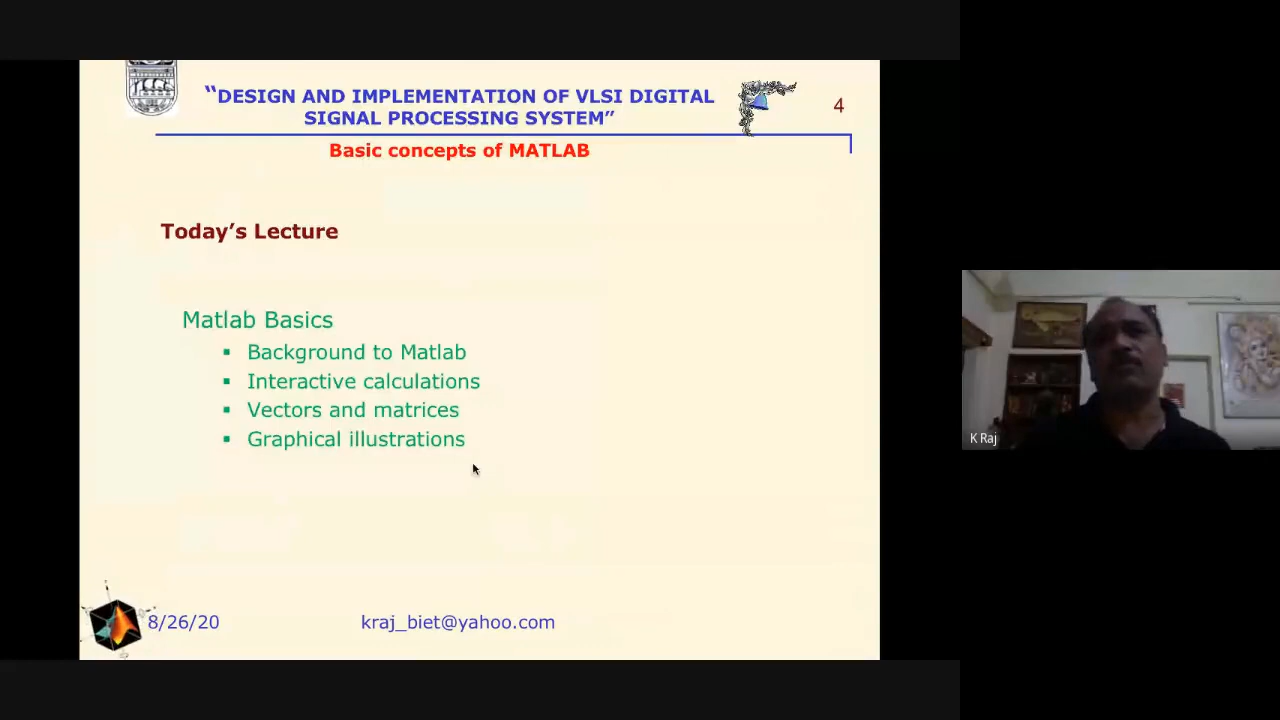 “DESIGN AND IMPLEMENTATION OF VLSI DIGITAL
SIGNAL PROCESSING SYSTEM”
4
Basic concepts of MATLAB
Today’s Lecture
Matlab Basics
▪ Background to Matlab
▪ Interactive calculations
▪ Vectors and matrices
▪ Graphical illustrations
8/26/20
kraj_biet@yahoo.com
K Raj